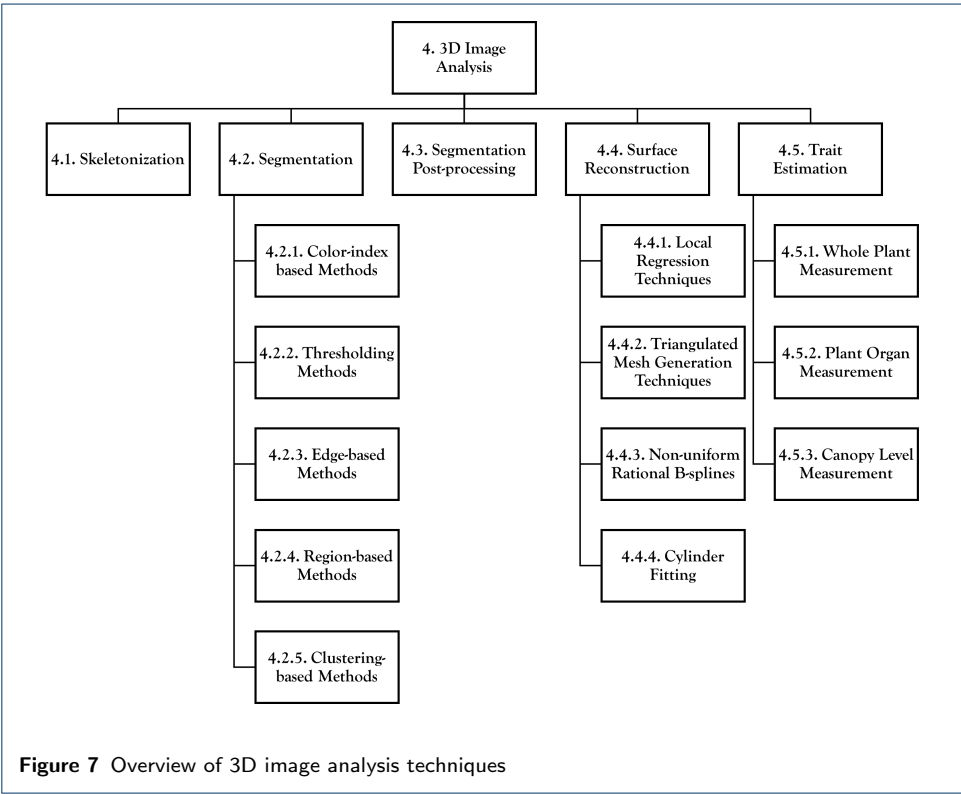 4. 3D Image
Analysis
4.1. Skeletonization
4.2. Segmentation
4.3. Segmentation
Post-processing
4.4. Surface
Reconstruction
4.5. Trait
Estimation
4.2.1. Color-index
based Methods
4.2.2. Thresholding
Methods
4.2.3. Edge-based
Methods
4.2.4. Region-based
Methods
4.2.5. Clustering-
based Methods
4.4.1. Local
Regression
Techniques
4.4.2. Triangulated
Mesh Generation
Techniques
4.4.3. Non-uniform
Rational B-splines
4.4.4. Cylinder
Fitting
4.5.1. Whole Plant
Measurement
4.5.2. Plant Organ
Measurement
4.5.3. Canopy Level
Measurement
Figure 7 Overview of 3D image analysis techniques